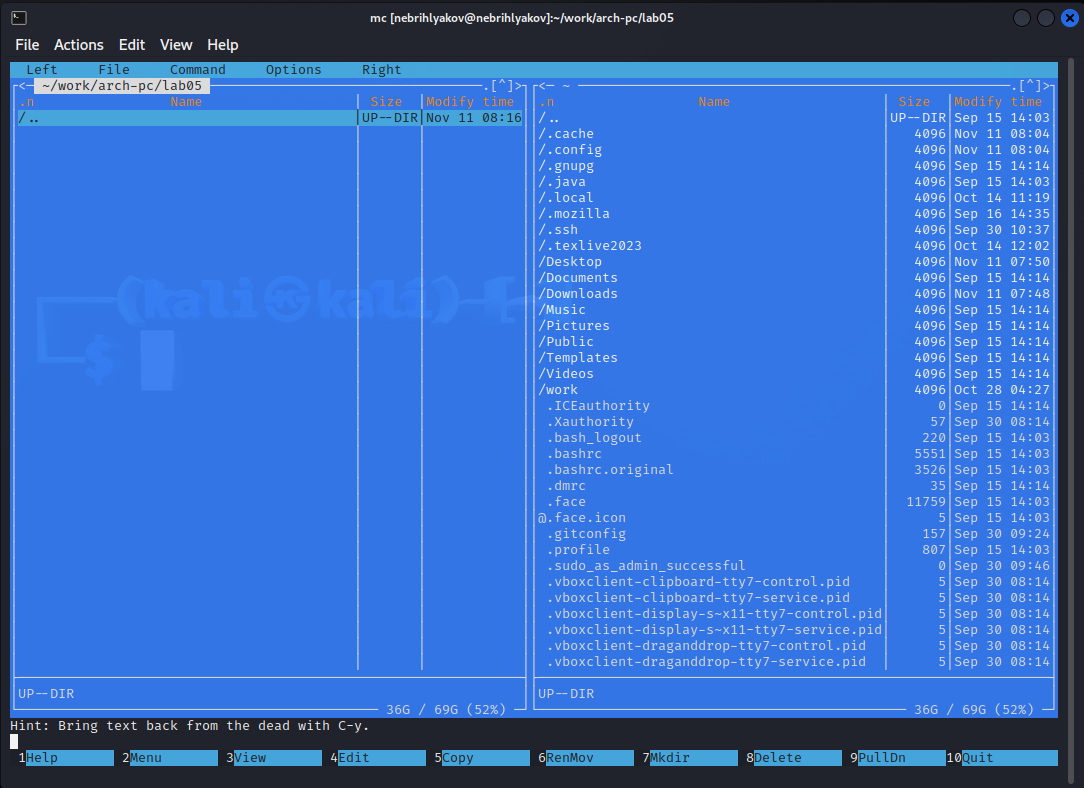 mc [nebrihlyakov@nebrihlyakov]:~/work/arch-pc/lab05
File Actions Edit View Help
Left File Command Options Right
<─ ~/work/arch-pc/lab05 ─.[^]>
.n Name Size Modify time
/.. UP--DIR Nov 11 08:16
(kali㉿kali)-[
$
UP--DIR
36G / 69G (52%)
<─ ~ ─.[^]>
.n Name Size Modify time
/.. UP--DIR Sep 15 14:03
/.cache 4096 Nov 11 08:04
/.config 4096 Nov 11 08:04
/.gnupg 4096 Sep 15 14:14
/.java 4096 Sep 15 14:03
/.local 4096 Oct 14 11:19
/.mozilla 4096 Sep 16 14:35
/.ssh 4096 Sep 30 10:37
/.texlive2023 4096 Oct 14 12:02
/Desktop 4096 Nov 11 07:50
/Documents 4096 Sep 15 14:14
/Downloads 4096 Nov 11 07:48
/Music 4096 Sep 15 14:14
/Pictures 4096 Sep 15 14:14
/Public 4096 Sep 15 14:14
/Templates 4096 Sep 15 14:14
/Videos 4096 Sep 15 14:14
/work 4096 Oct 28 04:27
.ICEauthority 0 Sep 15 14:14
.Xauthority 57 Sep 30 08:14
.bash_logout 220 Sep 15 14:03
.bashrc 5551 Sep 15 14:03
.bashrc.original 3526 Sep 15 14:03
.dmrc 35 Sep 15 14:14
.face 11759 Sep 15 14:03
@.face.icon 5 Sep 15 14:03
.gitconfig 157 Sep 30 09:24
.profile 807 Sep 15 14:03
.sudo_as_admin_successful 0 Sep 30 09:46
.vboxclient-clipboard-tty7-control.pid 5 Sep 30 08:14
.vboxclient-clipboard-tty7-service.pid 5 Sep 30 08:14
.vboxclient-display-s~x11-tty7-control.pid 5 Sep 30 08:14
.vboxclient-display-s~x11-tty7-service.pid 5 Sep 30 08:14
.vboxclient-draganddrop-tty7-control.pid 5 Sep 30 08:14
.vboxclient-draganddrop-tty7-service.pid 5 Sep 30 08:14
UP--DIR
36G / 69G (52%)
Hint: Bring text back from the dead with C-y.
1Help 2Menu 3View 4Edit 5Copy 6RenMov 7Mkdir 8Delete 9PullDn 10Quit